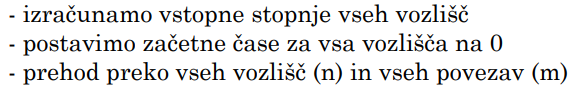 - izračunamo vstopne stopnje vseh vozlišč
- postavimo začetne čase za vsa vozlišča na 0
- prehod preko vseh vozlišč (n) in vseh povezav (m)